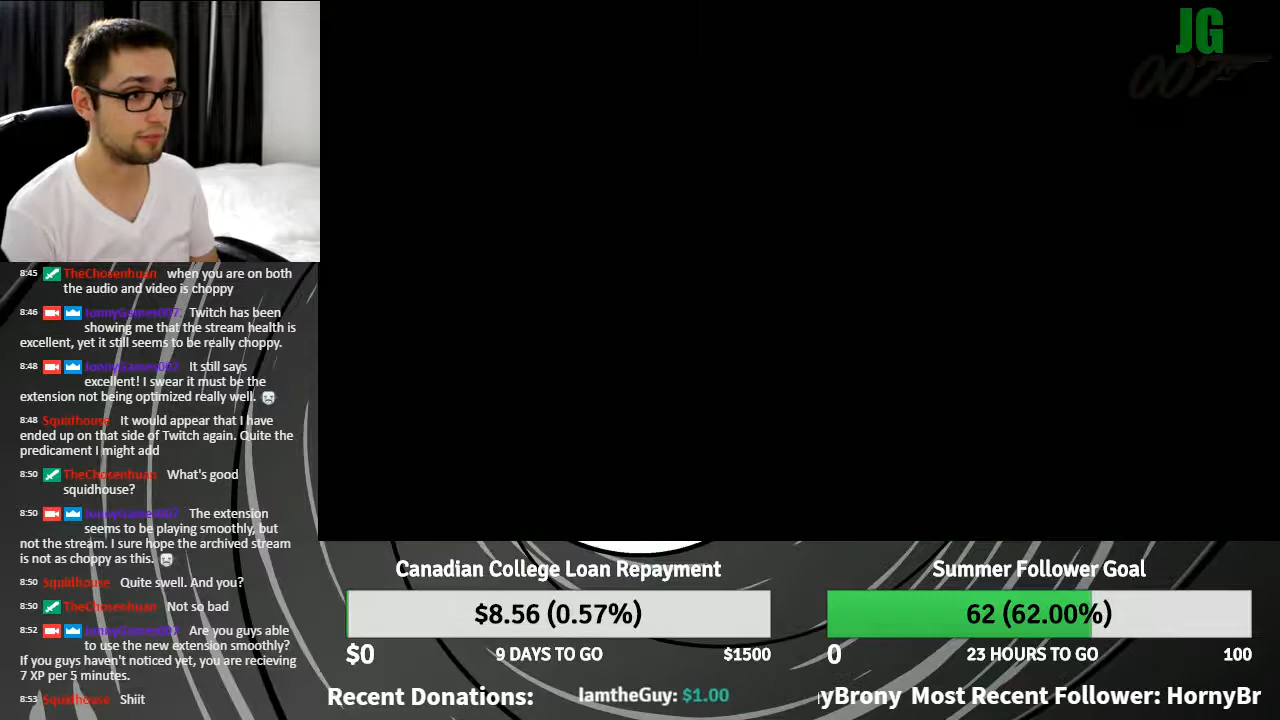 JG
007
8:45 TheChosenhuan when you are on both
the audio and video is choppy
8:46 JonnyGames007 Twitch has been
showing me that the stream health is
excellent, yet it still seems to be really choppy.
8:48 JonnyGames007 It still says
excellent! I swear it must be the
extension not being optimized really well.
8:48 Squidhouse It would appear that I have
ended up on that side of Twitch again. Quite the
predicament I might add
8:50 TheChosenhuan What's good
squidhouse?
8:50 JonnyGames007 The extension
seems to be playing smoothly, but
not the stream. I sure hope the archived stream
is not as choppy as this.
8:50 Squidhouse Quite swell. And you?
8:50 TheChosenhuan Not so bad
8:52 JonnyGames007 Are you guys able
to use the new extension smoothly?
If you guys haven't noticed yet, you are recieving
7 XP per 5 minutes.
8:53 Squidhouse Shiit
Canadian College Loan Repayment
$8.56 (0.57%)
$0 9 DAYS TO GO $1500
Summer Follower Goal
62 (62.00%)
0 23 HOURS TO GO 100
Recent Donations: IamtheGuy: $1.00
yBrony Most Recent Follower: HornyBr